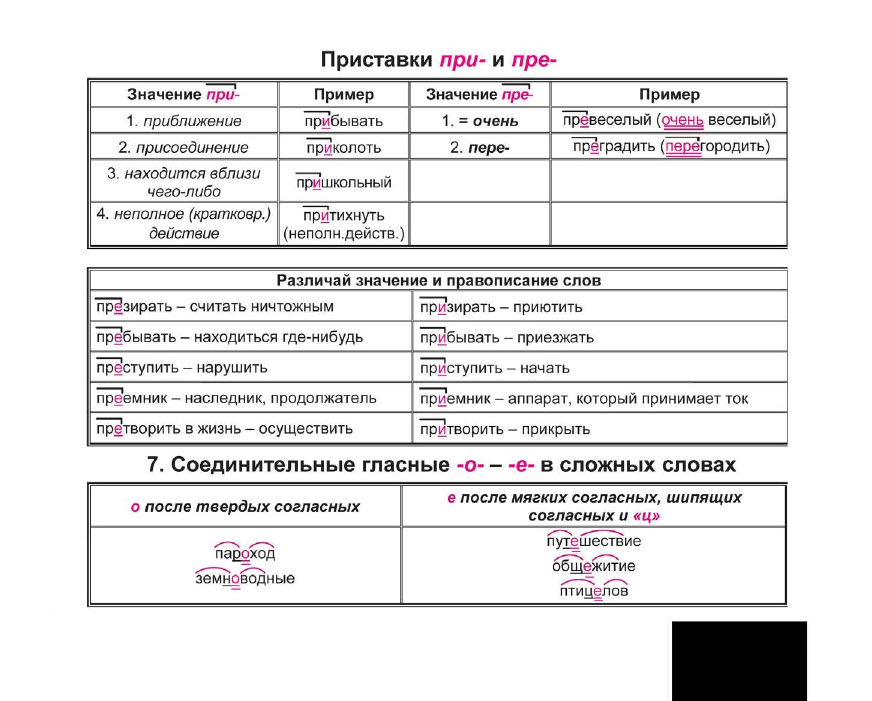 Приставки при- и пре-
Значение при- Пример Значение пре- Пример
1. приближение прибывать 1. = очень превеселый (очень веселый)
2. присоединение приколоть 2. пере- преградить (перегородить)
3. находится вблизи
чего-либо
пришкольный
4. неполное (кратковр.)
действие
притихнуть
(неполн.действ.)
Различай значение и правописание слов
презирать – считать ничтожным призирать – приютить
пребывать – находиться где-нибудь прибывать – приезжать
преступить – нарушить приступить – начать
преемник – наследник, продолжатель приемник – аппарат, который принимает ток
претворить в жизнь – осуществить притворить – прикрыть
7. Соединительные гласные -о- – -е- в сложных словах
о после твердых согласных
е после мягких согласных, шипящих
согласных и «ц»
пароход
земноводные
путешествие
общежитие
птицелов